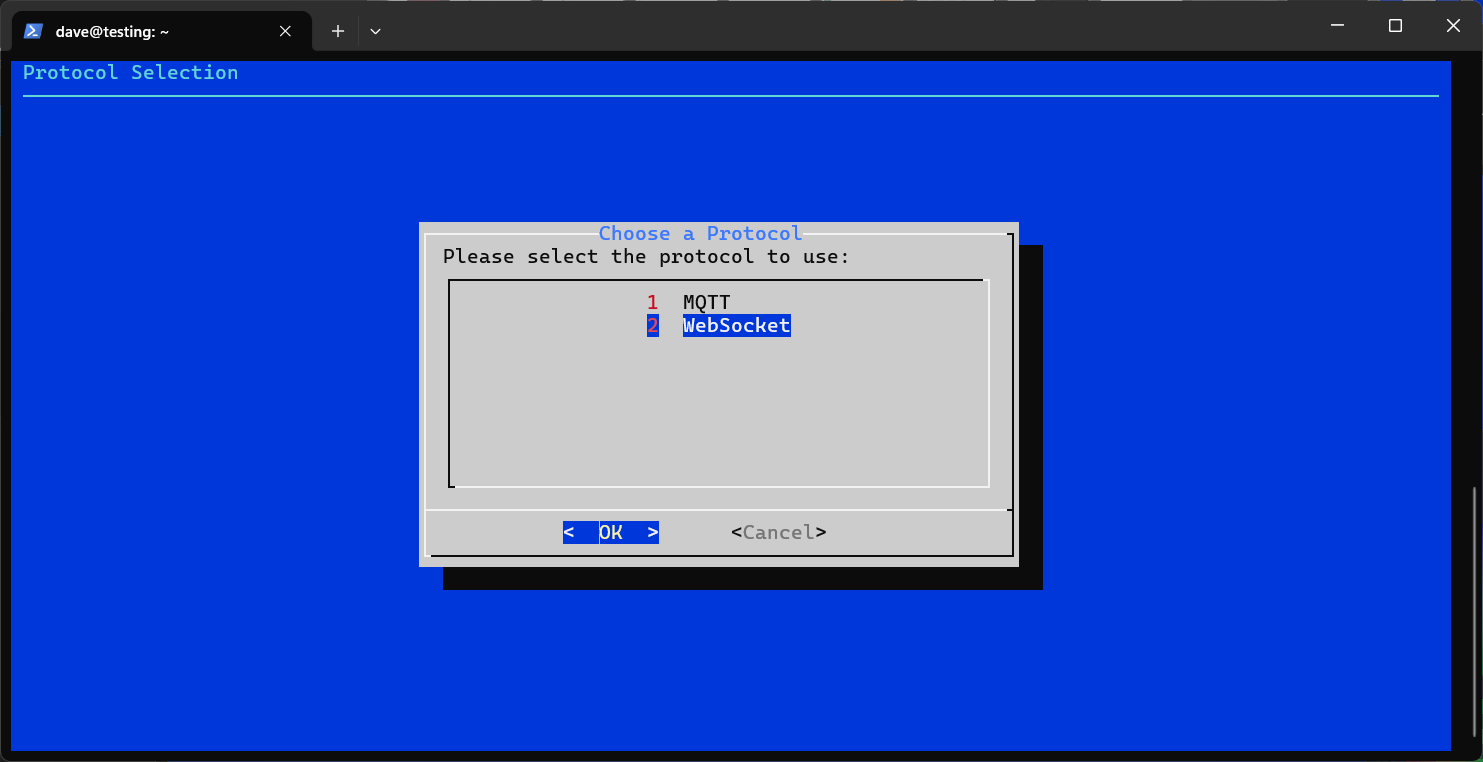 dave@testing: ~
Protocol Selection
Choose a Protocol
Please select the protocol to use:
1 MQTT
2 WebSocket
< OK > <Cancel>